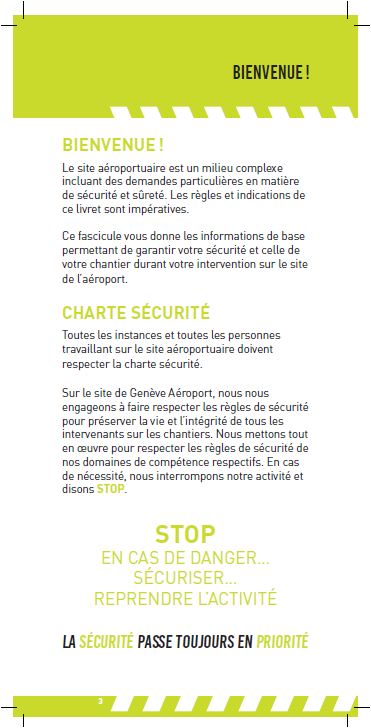 BIENVENUE !
BIENVENUE !
Le site aéroportuaire est un milieu complexe
incluant des demandes particulières en matière
de sécurité et sûreté. Les règles et indications de
ce livret sont impératives.
Ce fascicule vous donne les informations de base
permettant de garantir votre sécurité et celle de
votre chantier durant votre intervention sur le site
de l'aéroport.
CHARTE SÉCURITÉ
Toutes les instances et toutes les personnes
travaillant sur le site aéroportuaire doivent
respecter la charte sécurité.
Sur le site de Genève Aéroport, nous nous
engageons à faire respecter les règles de sécurité
pour préserver la vie et l'intégrité de tous les
intervenants sur les chantiers. Nous mettons tout
en œuvre pour respecter les règles de sécurité de
nos domaines de compétence respectifs. En cas
de nécessité, nous interrompons notre activité et
disons STOP.
STOP
EN CAS DE DANGER...
SÉCURISER...
REPRENDRE L'ACTIVITÉ
LA SÉCURITÉ PASSE TOUJOURS EN PRIORITÉ
3